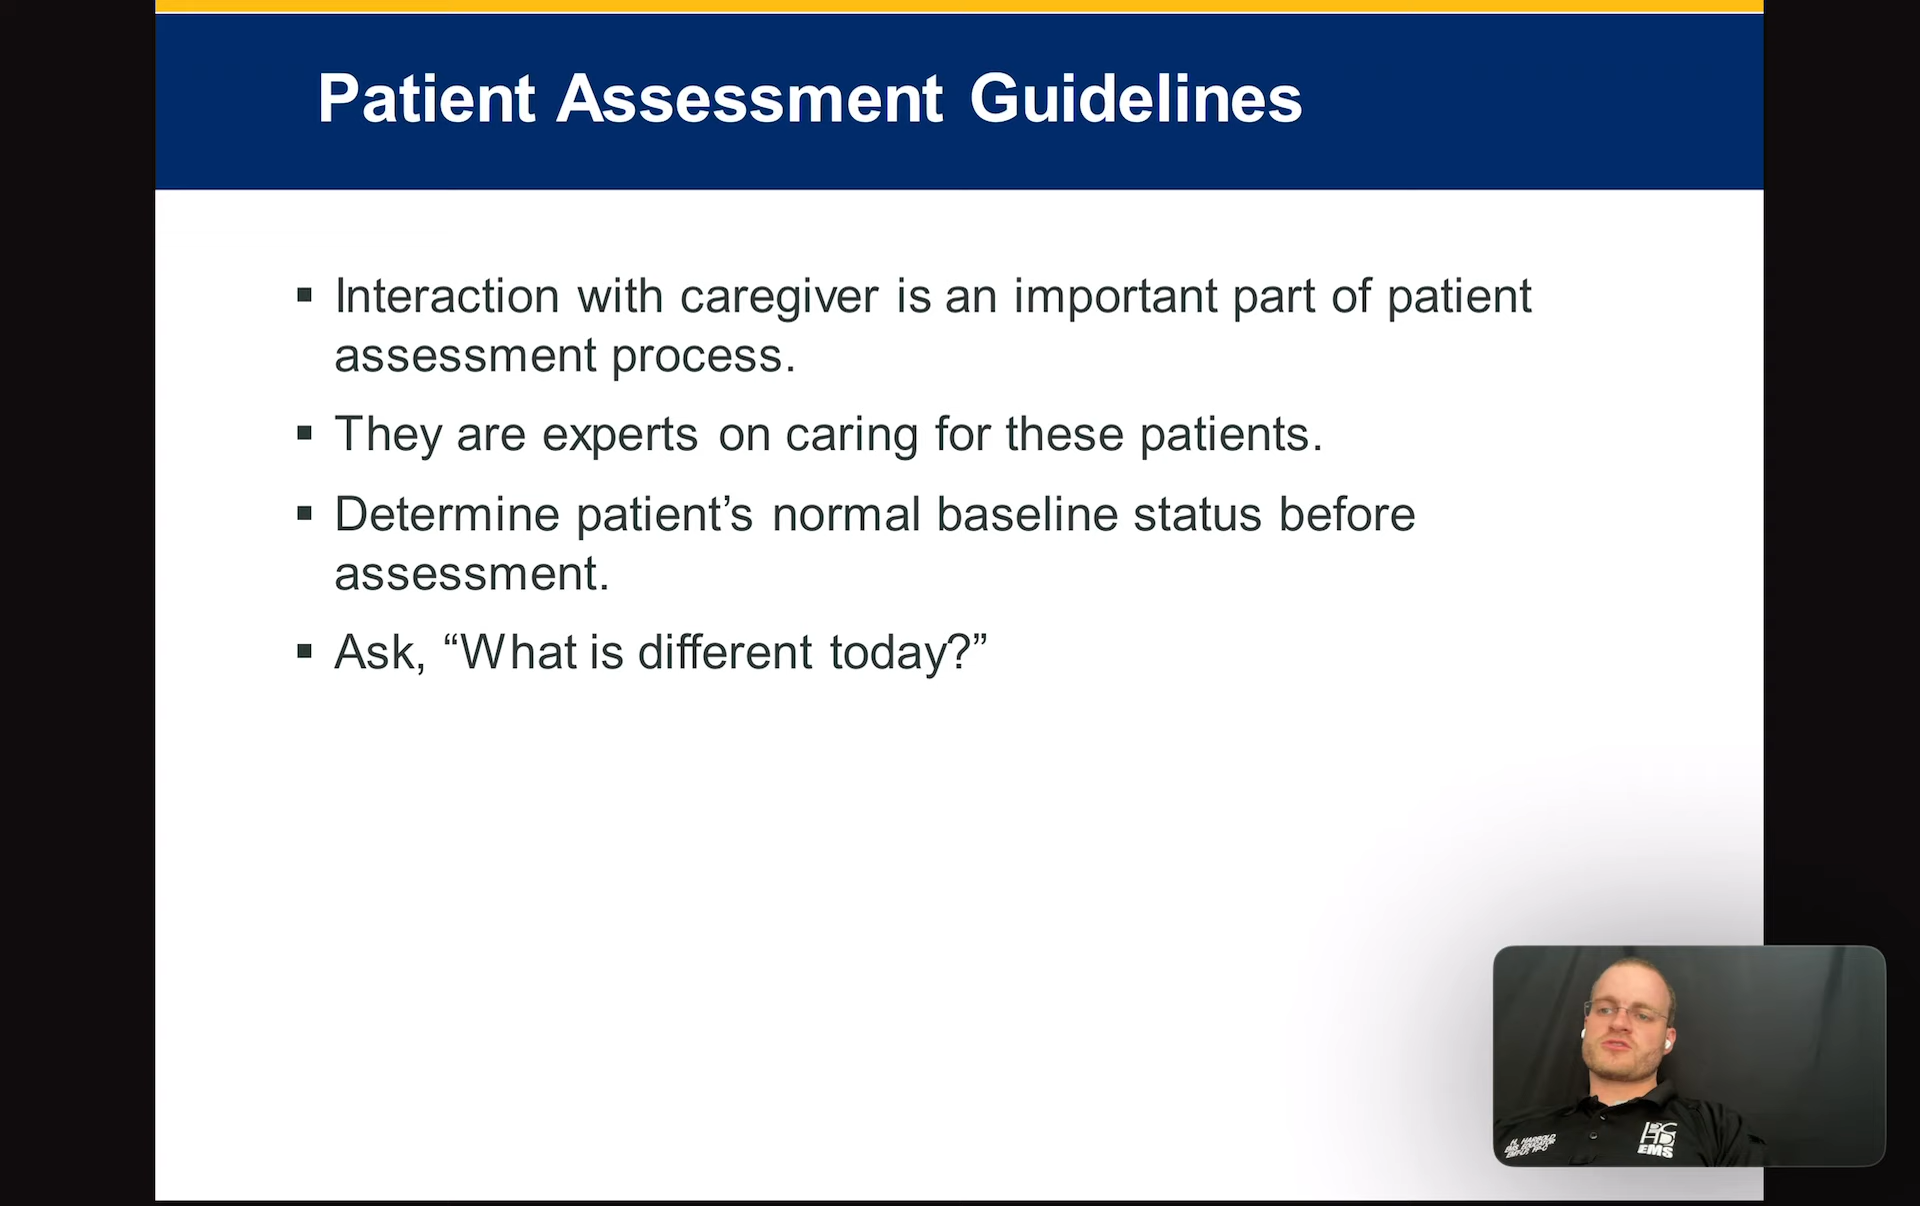 Patient Assessment Guidelines
▪ Interaction with caregiver is an important part of patient
assessment process.
▪ They are experts on caring for these patients.
▪ Determine patient’s normal baseline status before
assessment.
▪ Ask, “What is different today?”
EMS